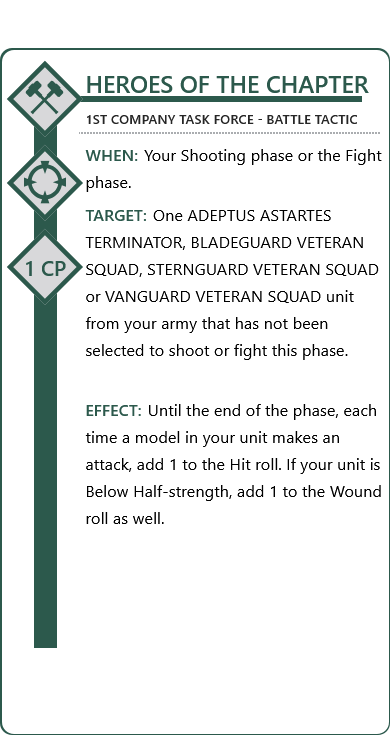 HEROES OF THE CHAPTER
1ST COMPANY TASK FORCE - BATTLE TACTIC
WHEN: Your Shooting phase or the Fight
phase.
TARGET: One ADEPTUS ASTARTES
TERMINATOR, BLADEGUARD VETERAN
1 CP
SQUAD, STERNGUARD VETERAN SQUAD
or VANGUARD VETERAN SQUAD unit
from your army that has not been
selected to shoot or fight this phase.
EFFECT: Until the end of the phase, each
time a model in your unit makes an
attack, add 1 to the Hit roll. If your unit is
Below Half-strength, add 1 to the Wound
roll as well.